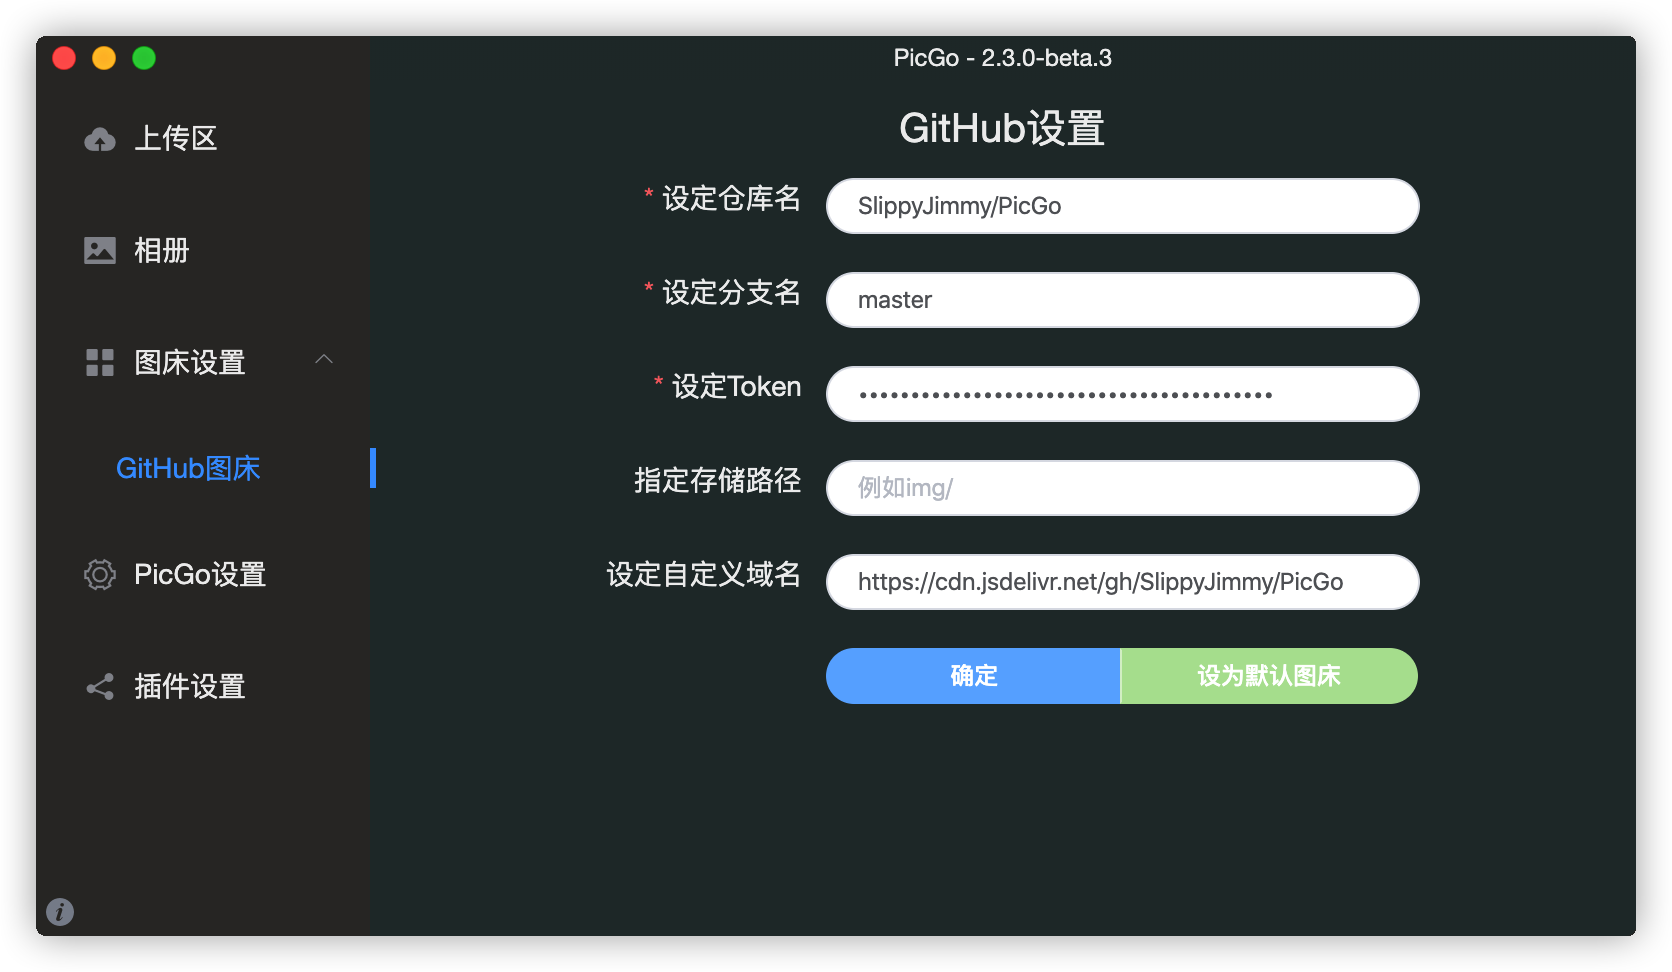 PicGo - 2.3.0-beta.3
上传区
相册
图床设置
GitHub图床
PicGo设置
插件设置
GitHub设置
* 设定仓库名 SlippyJimmy/PicGo
* 设定分支名 master
* 设定Token ••••••••••••••••••••••••••••••••••••••••
指定存储路径 例如img/
设定自定义域名 https://cdn.jsdelivr.net/gh/SlippyJimmy/PicGo
确定 设为默认图床